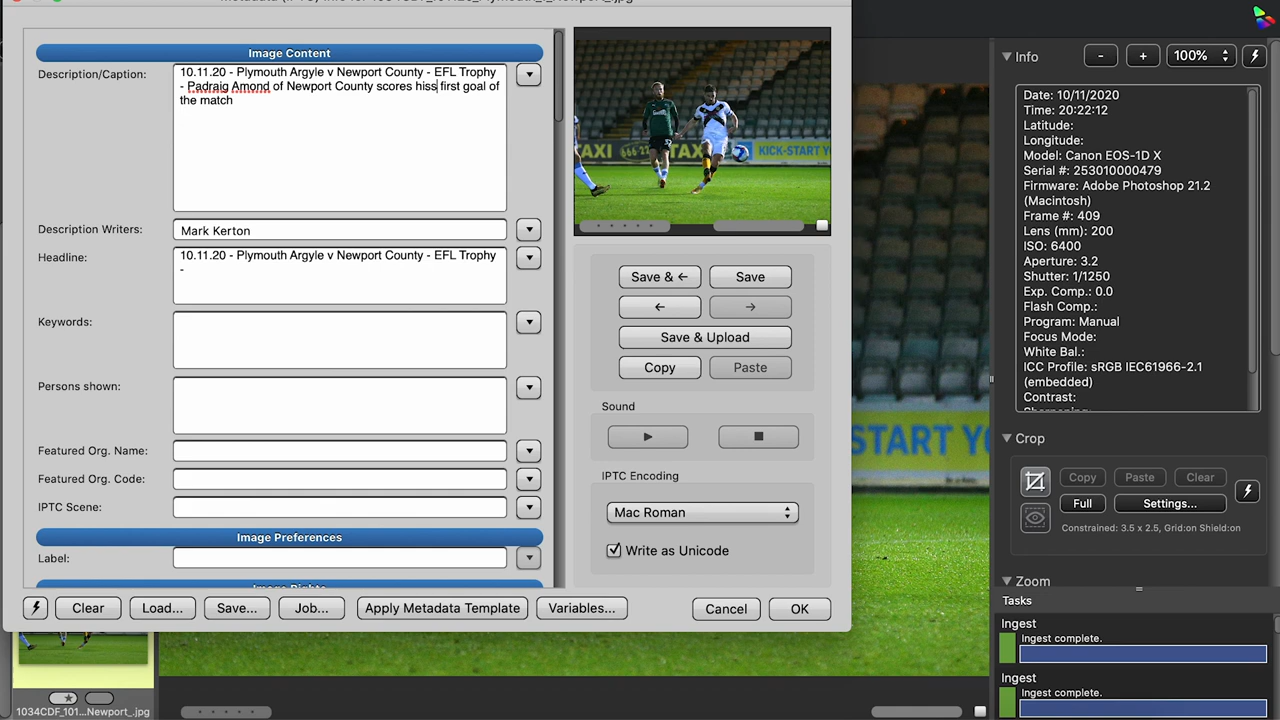 Image Content
Description/Caption:
10.11.20 - Plymouth Argyle v Newport County - EFL Trophy
- Padraig Amond of Newport County scores hiss first goal of
the match
Description Writers:
Mark Kerton
Headline:
10.11.20 - Plymouth Argyle v Newport County - EFL Trophy
-
Keywords:
Persons shown:
Featured Org. Name:
Featured Org. Code:
IPTC Scene:
Image Preferences
Label:
Image Rights
Clear
Load...
Save...
Job...
Apply Metadata Template
Variables...
Cancel
OK
TAXI
KICK-START YOUR
Save & ←
Save
←
→
Save & Upload
Copy
Paste
Sound
IPTC Encoding
Mac Roman
Write as Unicode
START YO
1034CDF_101...Newport_.jpg
Info
-
+
100%
Date: 10/11/2020
Time: 20:22:12
Latitude:
Longitude:
Model: Canon EOS-1D X
Serial #: 253010000479
Firmware: Adobe Photoshop 21.2
(Macintosh)
Frame #: 409
Lens (mm): 200
ISO: 6400
Aperture: 3.2
Shutter: 1/1250
Exp. Comp.: 0.0
Flash Comp.:
Program: Manual
Focus Mode:
White Bal.:
ICC Profile: sRGB IEC61966-2.1
(embedded)
Contrast:
Crop
Copy
Paste
Clear
Full
Settings...
Constrained: 3.5 x 2.5, Grid:on Shield:on
Zoom
Tasks
Ingest
Ingest complete.
Ingest
Ingest complete.